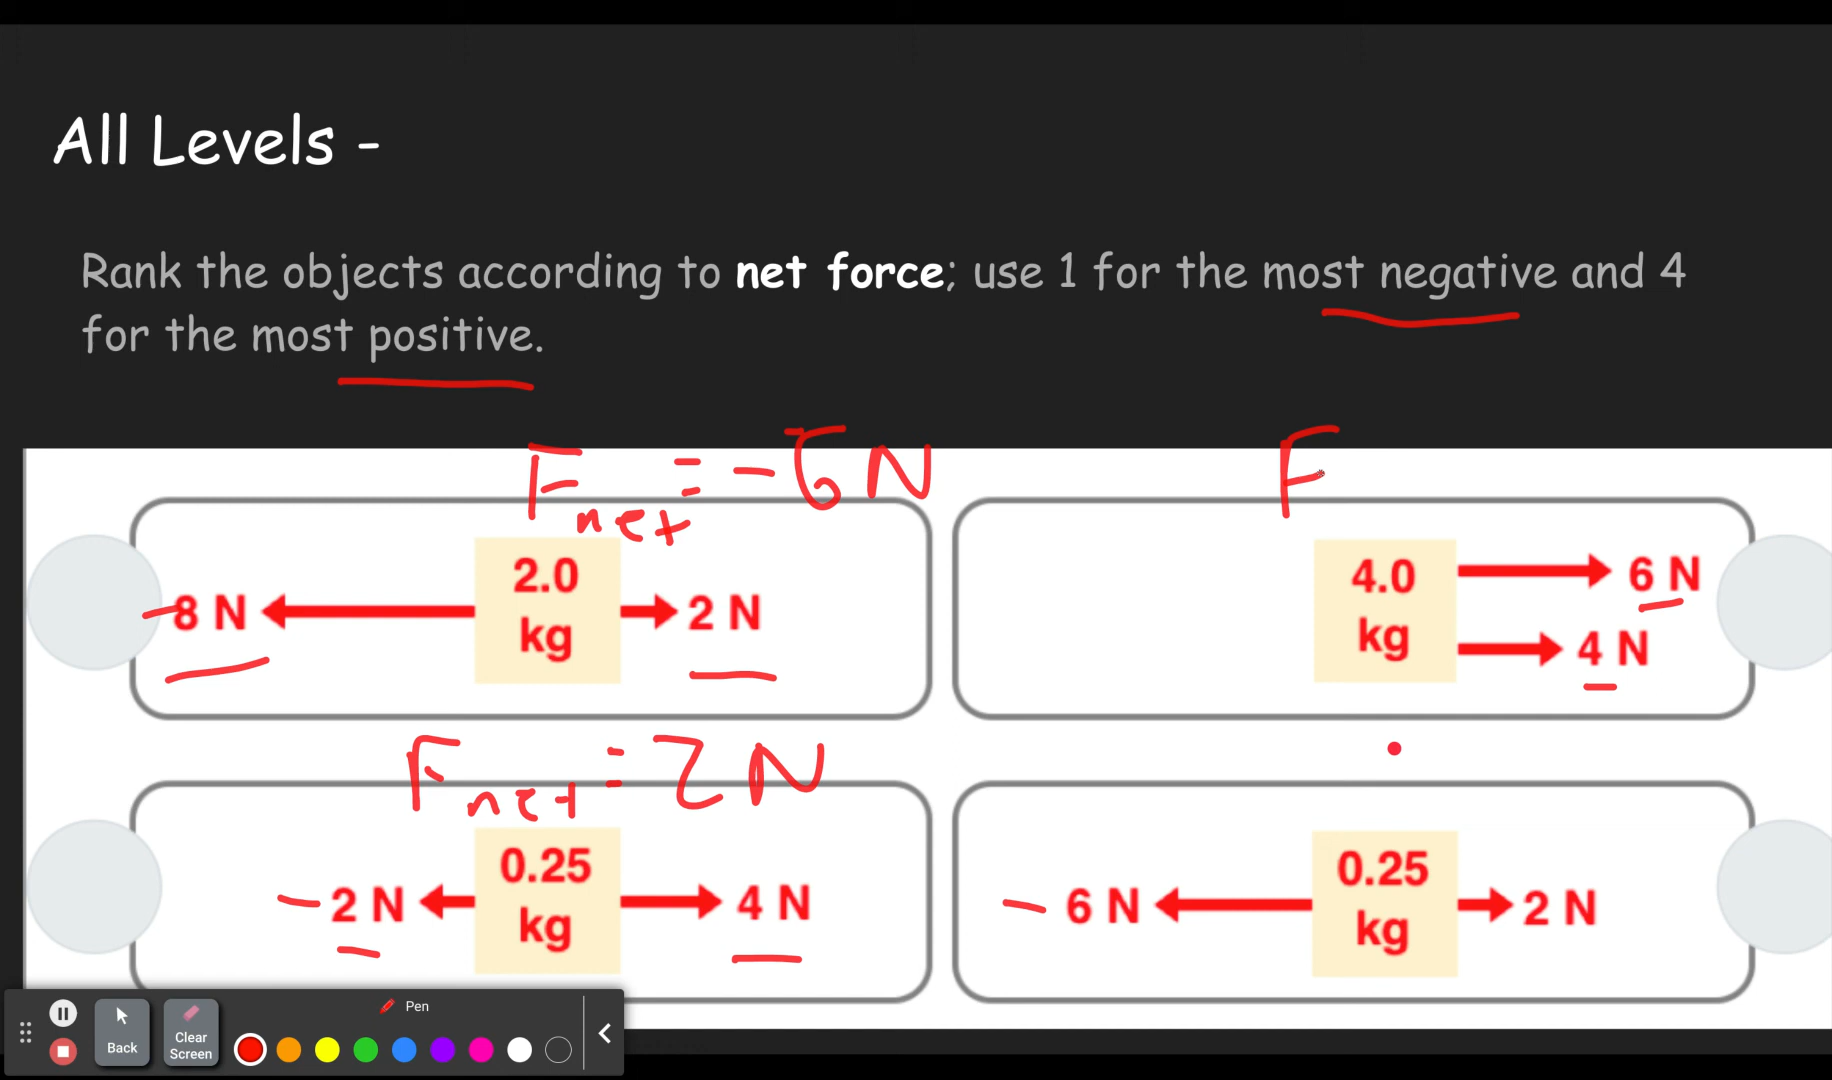 All Levels -
Rank the objects according to net force; use 1 for the most negative and 4
for the most positive.
Fnet = -6N
F
-8 N
2.0
kg
2 N
4.0
kg
6 N
4 N
Fnet = 2N
- 2 N
0.25
kg
4 N
- 6 N
0.25
kg
2 N
Pen
Back
Clear
Screen